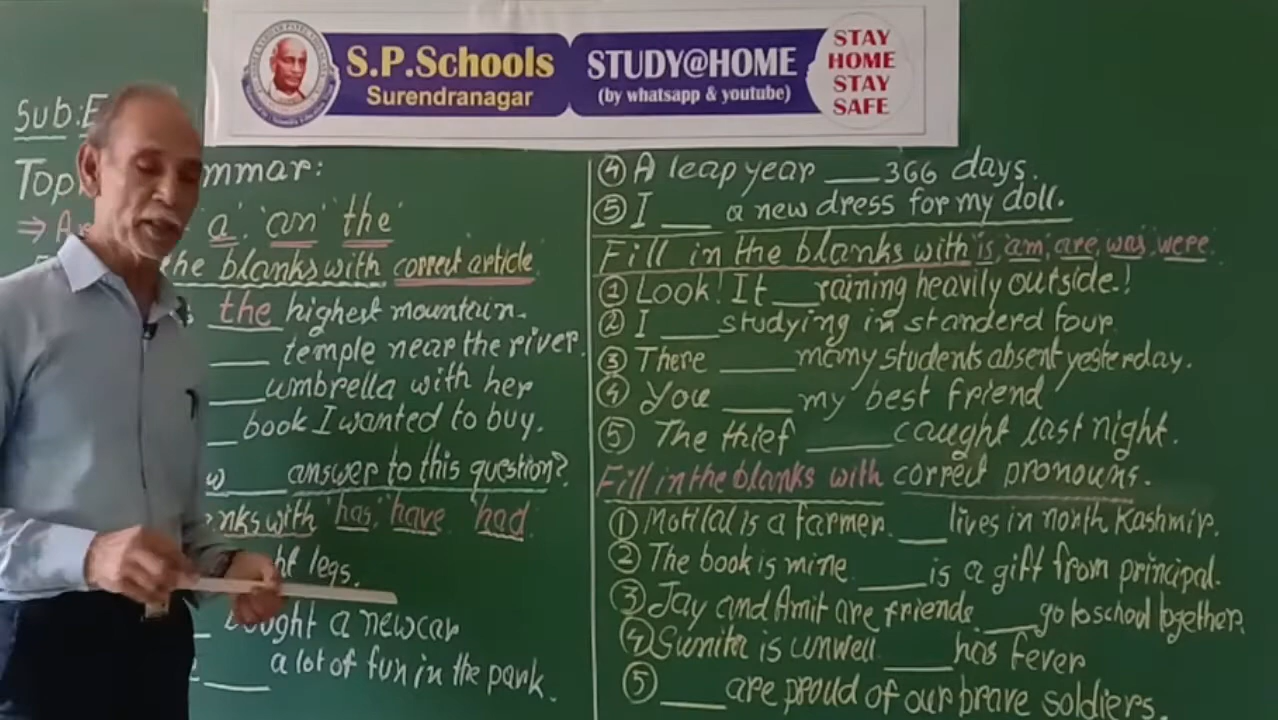 S.P.Schools
Surendranagar
STUDY@HOME
(by whatsapp & youtube)
STAY
HOME
STAY
SAFE
Sub:E
Top mmar:
⇒ 'a' 'an' 'the'
the blanks with correct article.
the highest mountain.
___ temple near the river.
___ umbrella with her
___ book I wanted to buy.
w ___ answer to this question?
nks with 'has' 'have' 'had'
ht legs.
___ bought a new car
___ a lot of fun in the park.
④ A leap year ___ 366 days.
⑤ I ___ a new dress for my doll.
Fill in the blanks with is, am, are, was, were.
① Look! It ___ raining heavily outside.!
② I ___ studying in standerd four.
③ There ___ many students absent yesterday.
④ You ___ my best friend
⑤ The thief ___ caught last night.
Fill in the blanks with correct pronouns.
① Motilal is a farmer. ___ lives in north Kashmir.
② The book is mine ___ is a gift from principal.
③ Jay and Amit are friends ___ go to school together.
④ Sunita is unwell ___ has fever
⑤ ___ are proud of our brave soldiers.